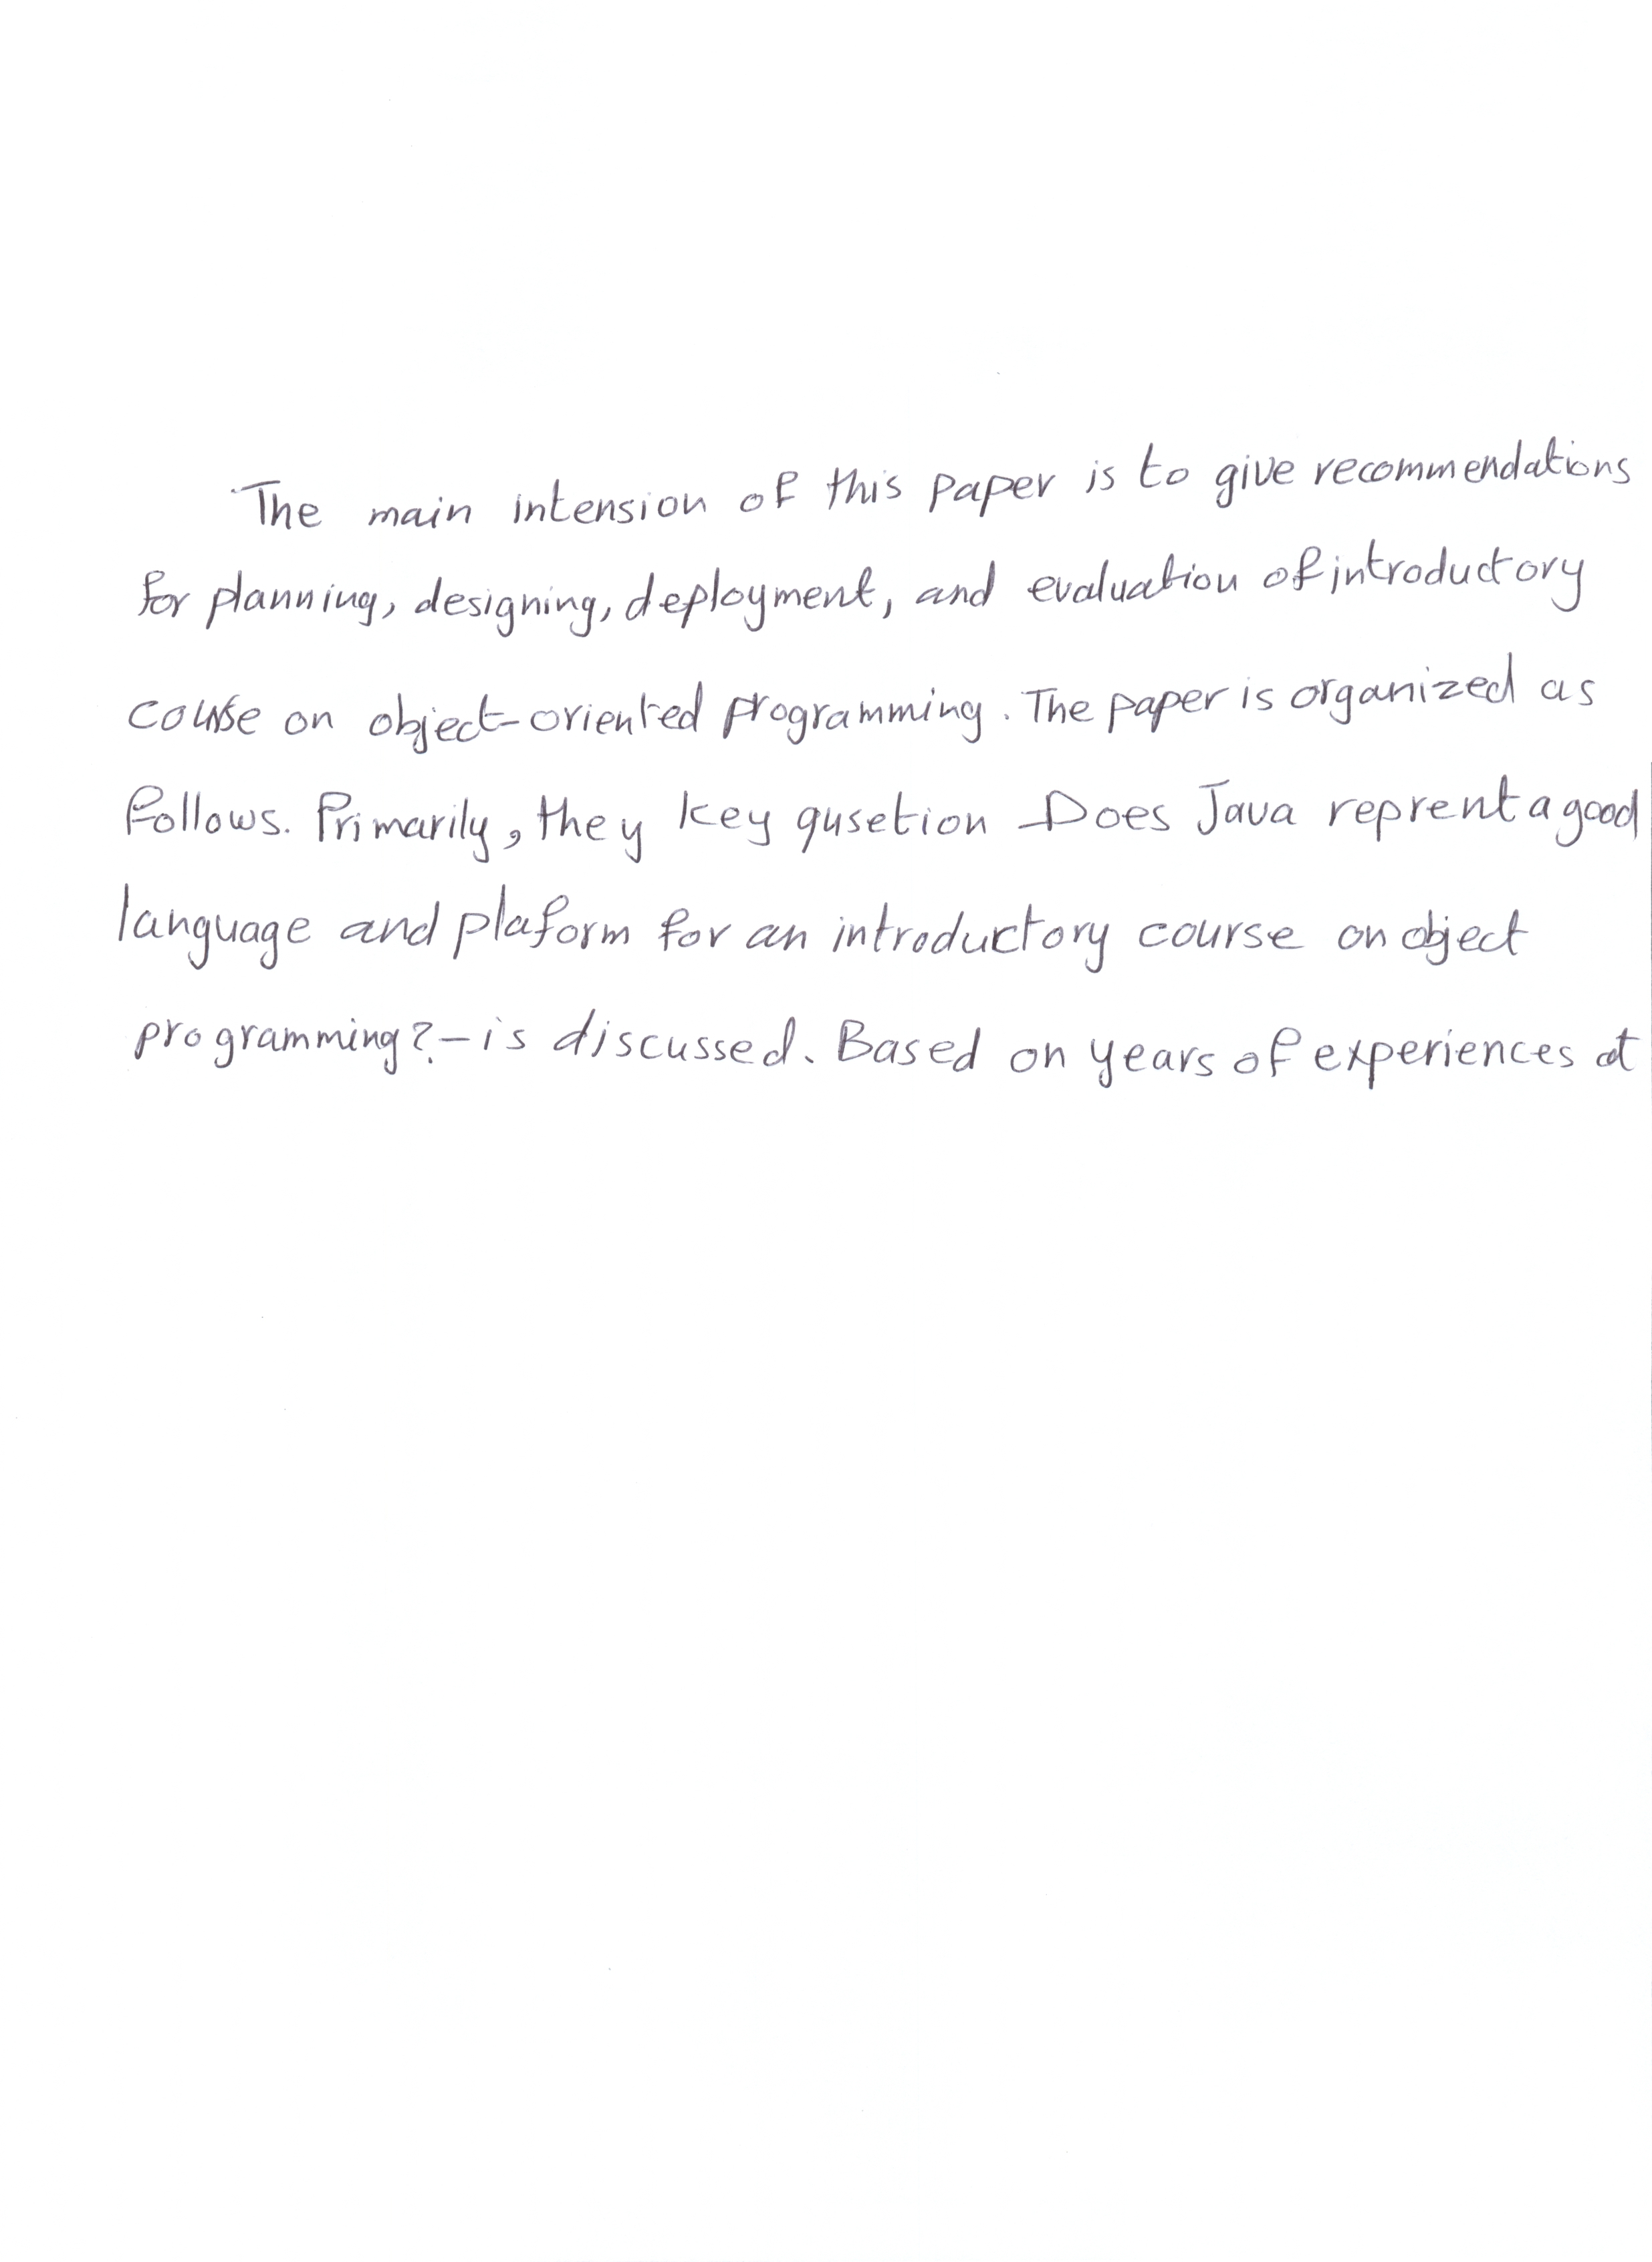 The main intension of this paper is to give recommendations
for planning, designing, deployment, and evaluation of introductory
course on object-oriented programming. The paper is organized as
follows. Primarily, they key qusetion Does Java reprent a good
language and plaform for an introductory course on object
programming?-is discussed. Based on years of experiences at